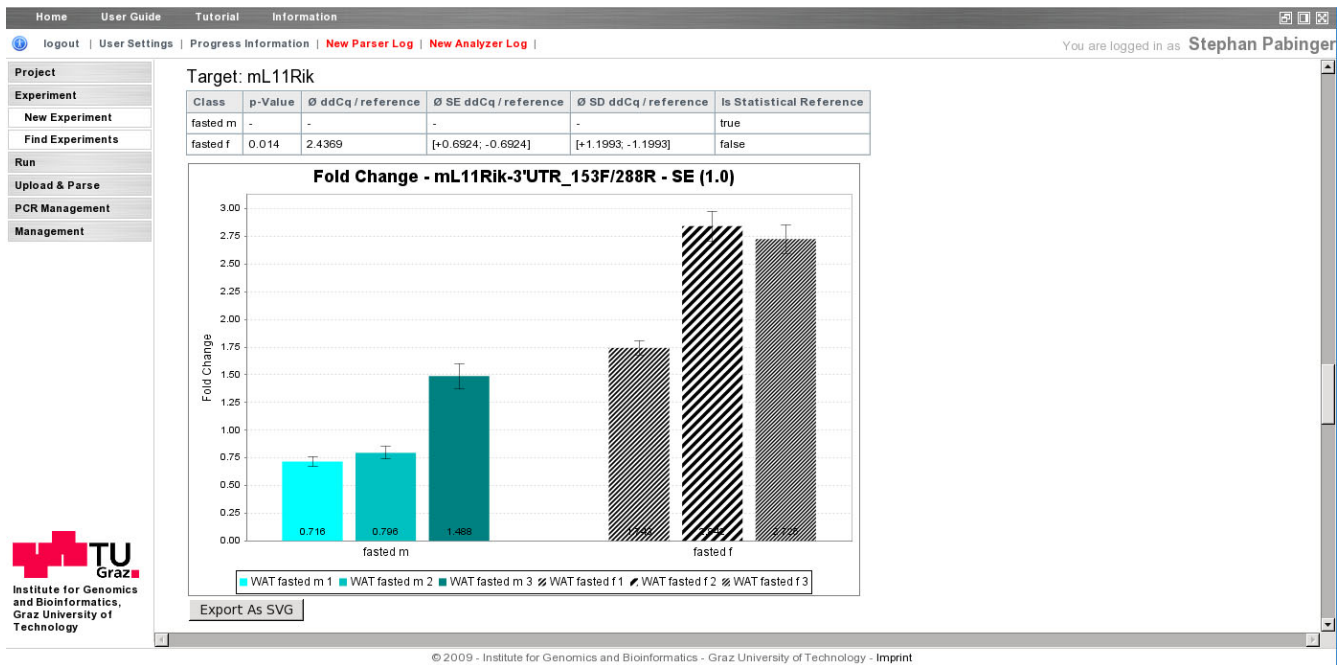 Home User Guide Tutorial Information
logout | User Settings | Progress Information | New Parser Log | New Analyzer Log |
You are logged in as Stephan Pabinger
Project
Experiment
New Experiment
Find Experiments
Run
Upload & Parse
PCR Management
Management
Target: mL11Rik
Class p-Value Ø ddCq / reference Ø SE ddCq / reference Ø SD ddCq / reference Is Statistical Reference
fasted m - - - - true
fasted f 0.014 2.4369 [+0.6924; -0.6924] [+1.1993; -1.1993] false
Fold Change - mL11Rik-3'UTR_153F/288R - SE (1.0)
Fold Change
3.00
2.75
2.50
2.25
2.00
1.75
1.50
1.25
1.00
0.75
0.50
0.25
0.00
0.716 0.796 1.488 2.725
fasted m fasted f
WAT fasted m 1 WAT fasted m 2 WAT fasted m 3 WAT fasted f 1 WAT fasted f 2 WAT fasted f 3
Export As SVG
TU
Graz
Institute for Genomics
and Bioinformatics,
Graz University of
Technology
© 2009 - Institute for Genomics and Bioinformatics - Graz University of Technology - Imprint